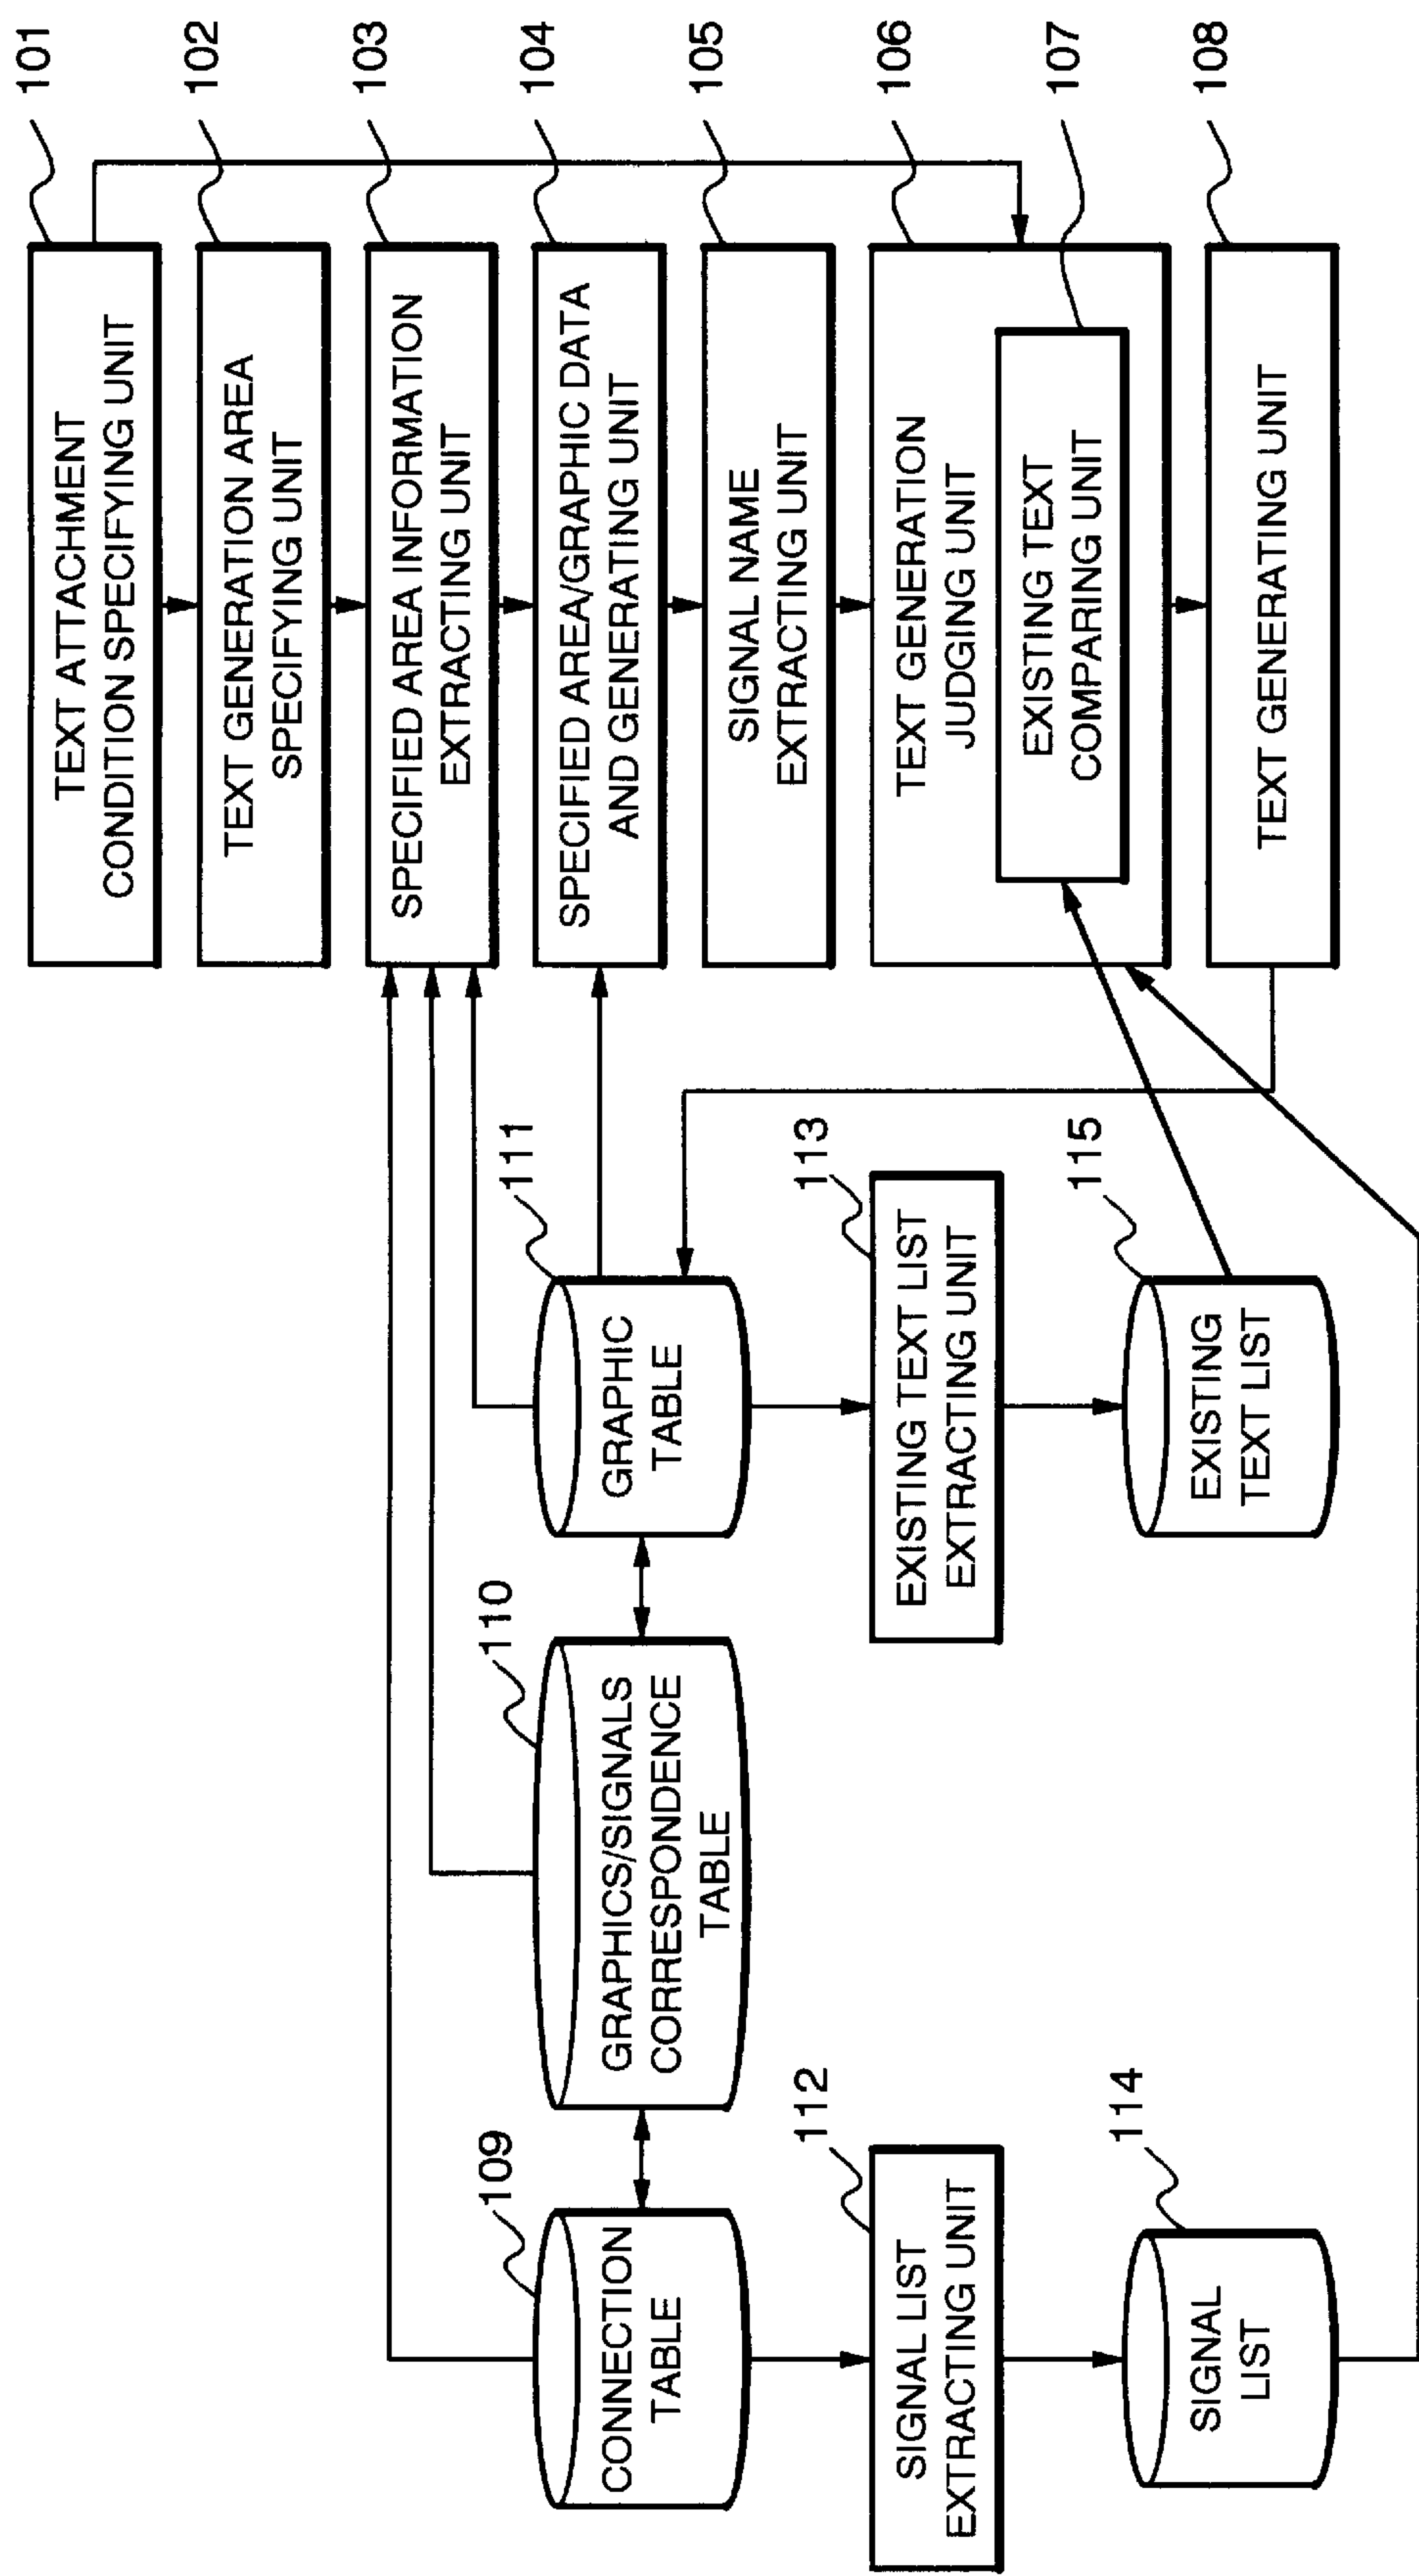 101
TEXT ATTACHMENT
CONDITION SPECIFYING UNIT
102
TEXT GENERATION AREA
SPECIFYING UNIT
103
SPECIFIED AREA INFORMATION
EXTRACTING UNIT
104
SPECIFIED AREA/GRAPHIC DATA
AND GENERATING UNIT
105
SIGNAL NAME
EXTRACTING UNIT
106
TEXT GENERATION
JUDGING UNIT
107
EXISTING TEXT
COMPARING UNIT
108
TEXT GENERATING UNIT
109
CONNECTION
TABLE
110
GRAPHICS/SIGNALS
CORRESPONDENCE
TABLE
111
GRAPHIC
TABLE
112
SIGNAL LIST
EXTRACTING UNIT
113
EXISTING TEXT LIST
EXTRACTING UNIT
114
SIGNAL
LIST
115
EXISTING
TEXT LIST